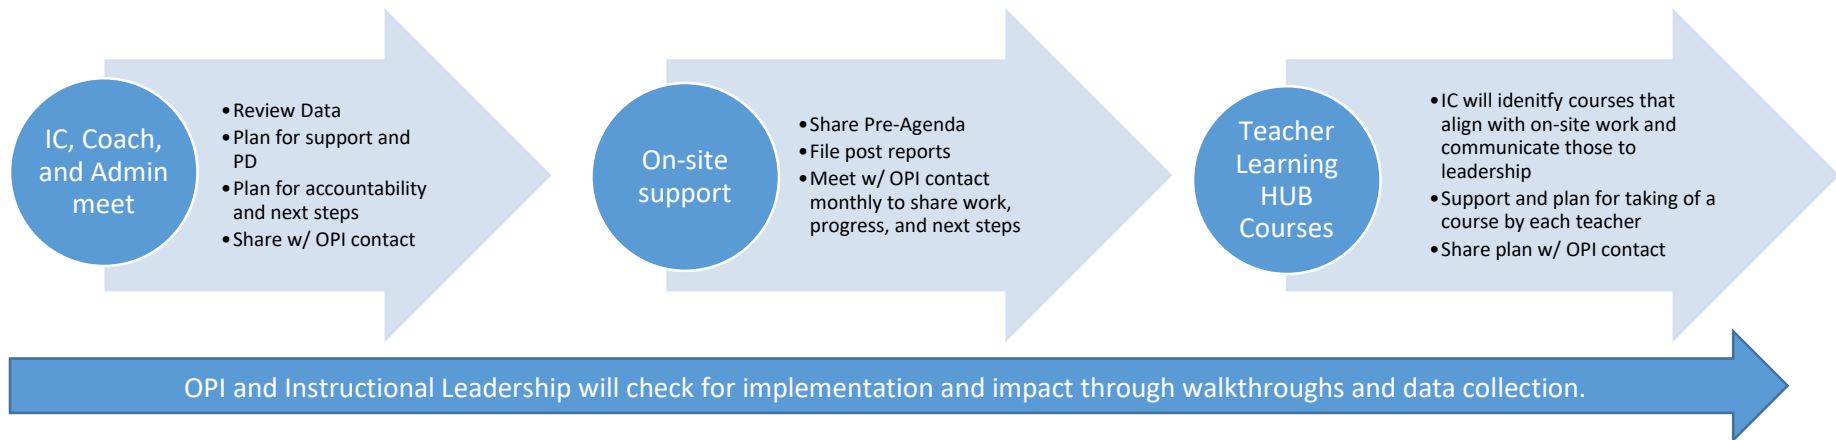 IC, Coach,
and Admin
meet
•Review Data
•Plan for support and
PD
•Plan for accountability
and next steps
•Share w/ OPI contact
On-site
support
•Share Pre-Agenda
•File post reports
•Meet w/ OPI contact
monthly to share work,
progress, and next steps
Teacher
Learning
HUB
Courses
•IC will idenitfy courses that
align with on-site work and
communicate those to
leadership
•Support and plan for taking of a
course by each teacher
•Share plan w/ OPI contact
OPI and Instructional Leadership will check for implementation and impact through walkthroughs and data collection.